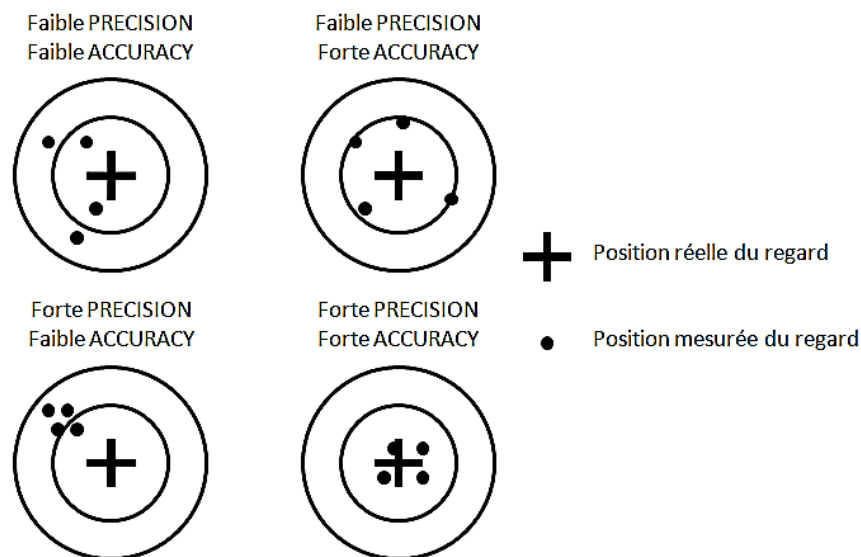 Faible PRECISION
Faible ACCURACY
Faible PRECISION
Forte ACCURACY
Position réelle du regard
Forte PRECISION
Faible ACCURACY
Forte PRECISION
Forte ACCURACY
Position mesurée du regard